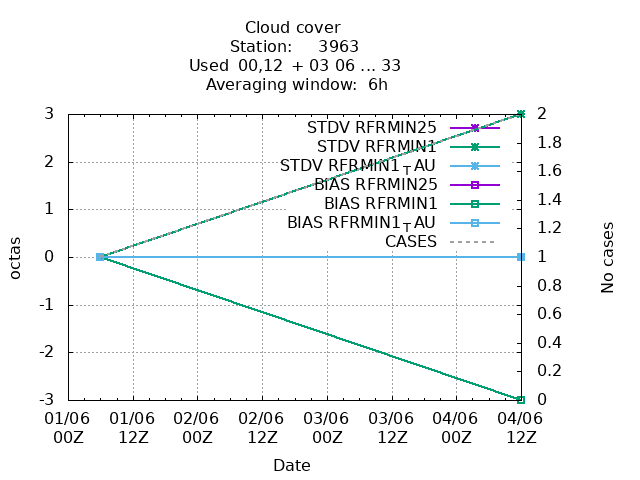 Cloud cover
Station: 3963
Used 00,12 + 03 06 ... 33
Averaging window: 6h
3
2
1
0
-1
-2
-3
octas
2
1.8
1.6
1.4
1.2
1
0.8
0.6
0.4
0.2
0
No cases
STDV RFRMIN25
STDV RFRMIN1
STDV RFRMIN1TAU
BIAS RFRMIN25
BIAS RFRMIN1
BIAS RFRMIN1TAU
CASES
01/06 01/06 02/06 02/06 03/06 03/06 04/06 04/06
00Z 12Z 00Z 12Z 00Z 12Z 00Z 12Z
Date